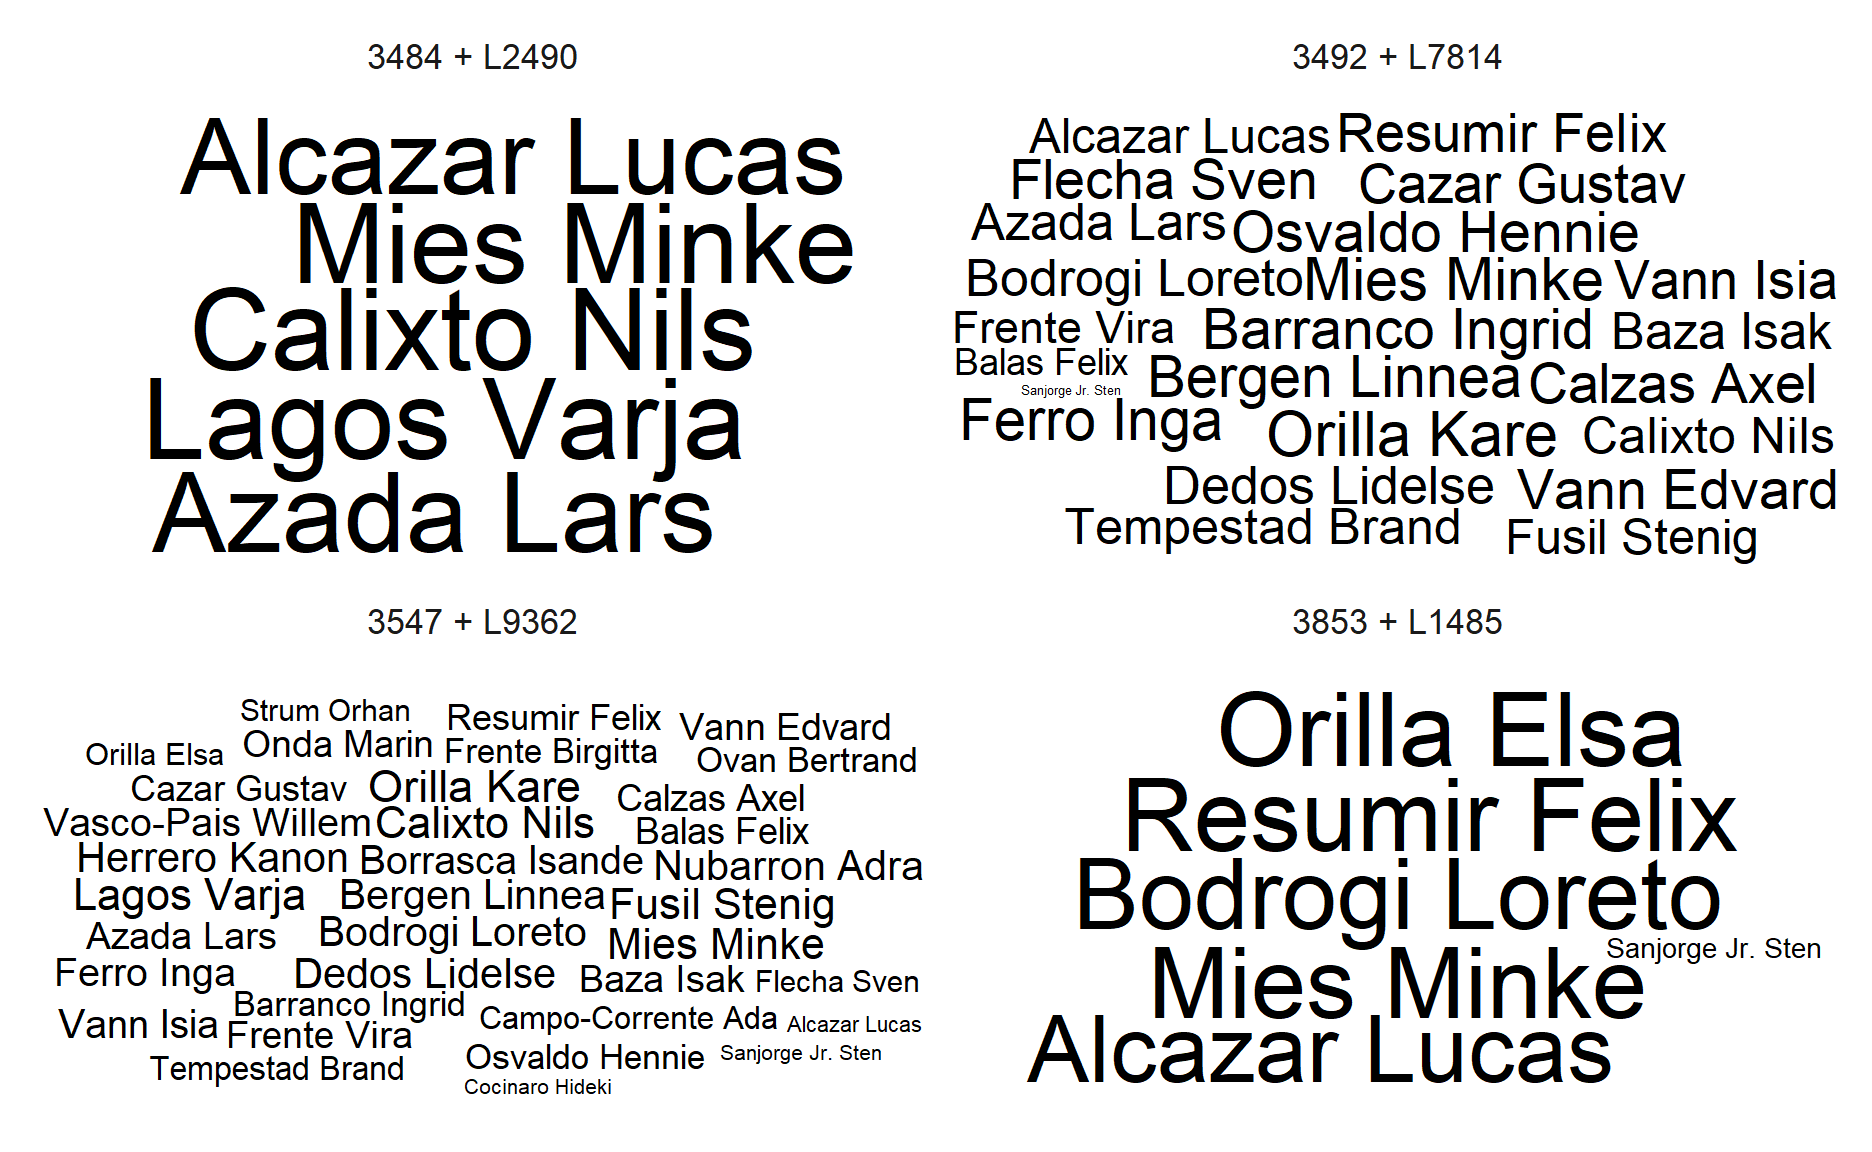 3484 + L2490
Alcazar Lucas
Mies Minke
Calixto Nils
Lagos Varja
Azada Lars
3492 + L7814
Alcazar Lucas Resumir Felix
Flecha Sven Cazar Gustav
Azada Lars Osvaldo Hennie
Bodrogi Loreto Mies Minke Vann Isia
Frente Vira Barranco Ingrid Baza Isak
Balas Felix Bergen Linnea Calzas Axel
Sanjorge Jr. Sten
Ferro Inga Orilla Kare Calixto Nils
Dedos Lidelse Vann Edvard
Tempestad Brand Fusil Stenig
3547 + L9362
Strum Orhan Resumir Felix Vann Edvard
Orilla Elsa Onda Marin Frente Birgitta Ovan Bertrand
Cazar Gustav Orilla Kare Calzas Axel
Vasco-Pais Willem Calixto Nils Balas Felix
Herrero Kanon Borrasca Isande Nubarron Adra
Lagos Varja Bergen Linnea Fusil Stenig
Azada Lars Bodrogi Loreto Mies Minke
Ferro Inga Dedos Lidelse Baza Isak Flecha Sven
Barranco Ingrid
Vann Isia Frente Vira Campo-Corrente Ada Alcazar Lucas
Tempestad Brand Osvaldo Hennie Sanjorge Jr. Sten
Cocinaro Hideki
3853 + L1485
Orilla Elsa
Resumir Felix
Bodrogi Loreto
Sanjorge Jr. Sten
Mies Minke
Alcazar Lucas